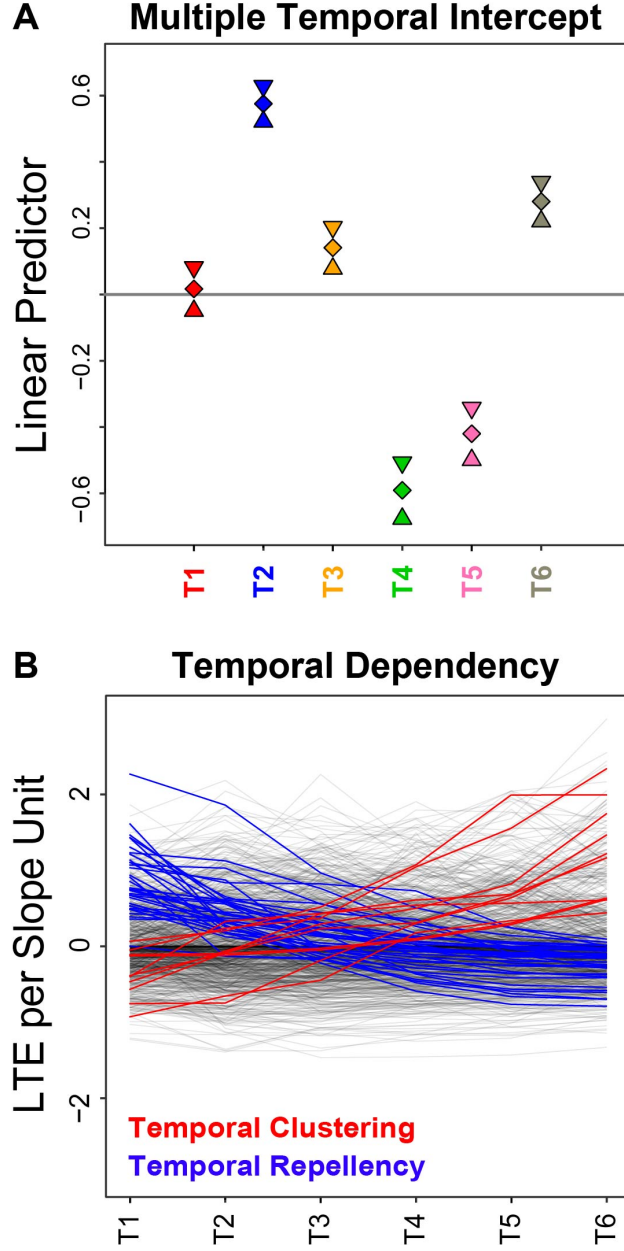 A Multiple Temporal Intercept
Linear Predictor
0.6
0.2
−0.2
−0.6
T1 T2 T3 T4 T5 T6
B Temporal Dependency
LTE per Slope Unit
2
0
−2
Temporal Clustering
Temporal Repellency
T1 T2 T3 T4 T5 T6